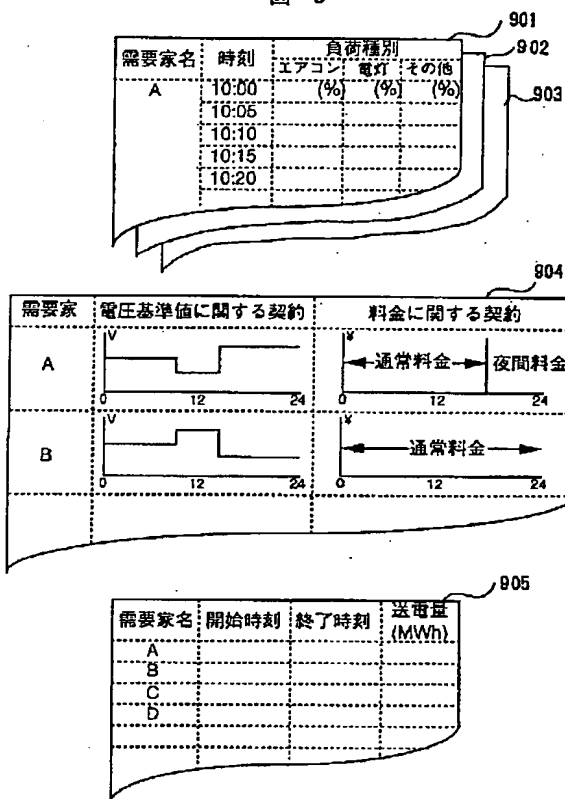 図
901
902
903
需要家名 時刻 負荷種別
エアコン 電灯 その他
A 10:00 (%) (%) (%)
10:05
10:10
10:15
10:20
904
需要家 電圧基準値に関する契約 料金に関する契約
A
V
0 12 24
¥
通常料金 夜間料金
0 12 24
B
V
0 12 24
¥
通常料金
0 12 24
905
需要家名 開始時刻 終了時刻 送電量
(MWh)
A
B
C
D